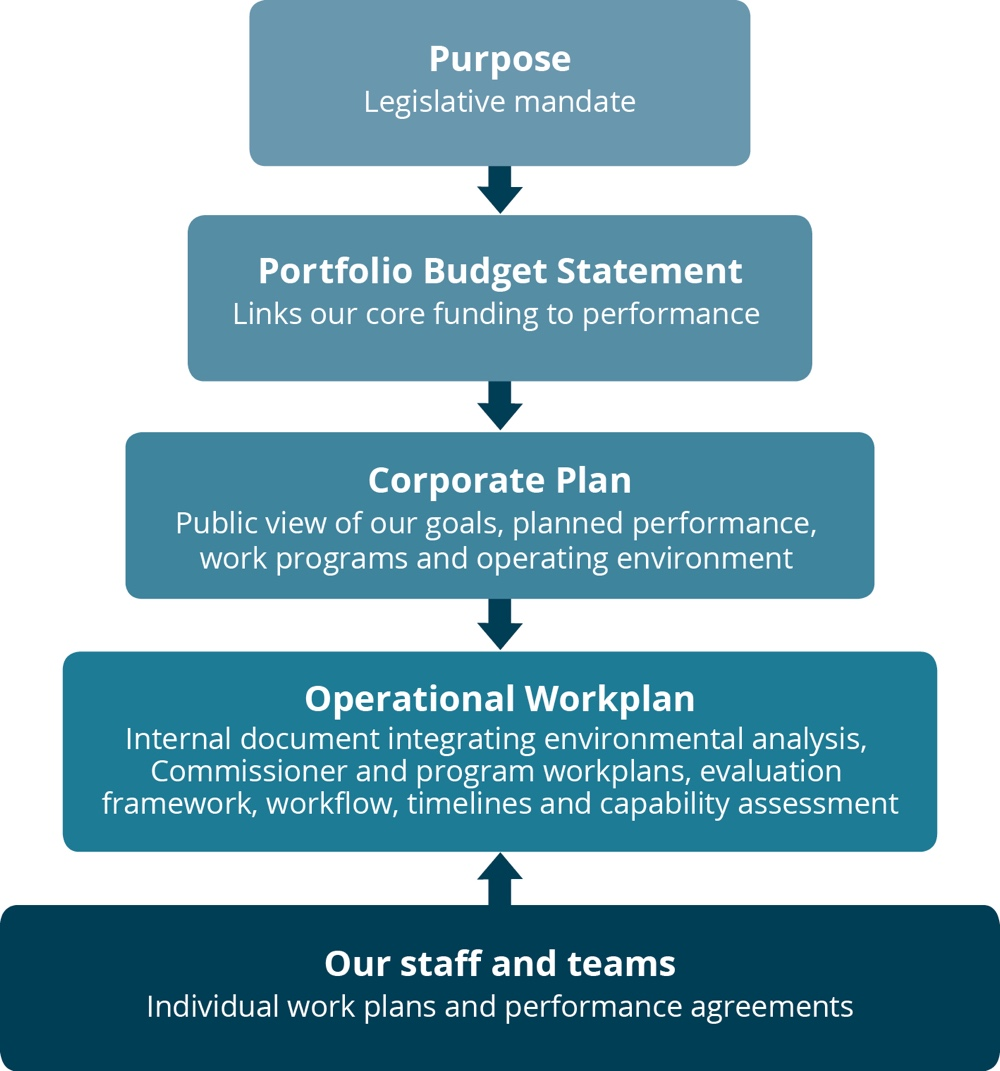 Purpose
Legislative mandate
Portfolio Budget Statement
Links our core funding to performance
Corporate Plan
Public view of our goals, planned performance,
work programs and operating environment
Operational Workplan
Internal document integrating environmental analysis,
Commissioner and program workplans, evaluation
framework, workflow, timelines and capability assessment
Our staff and teams
Individual work plans and performance agreements